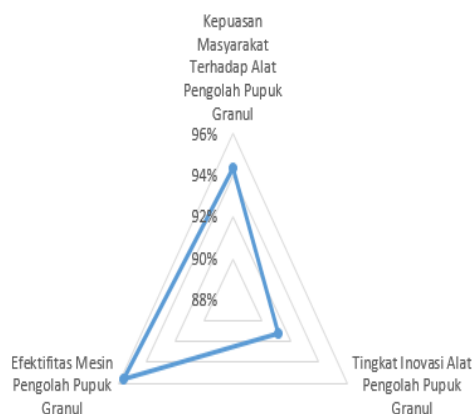 Kepuasan
Masyarakat
Terhadap Alat
Pengolah Pupuk
Granul
96%
94%
92%
90%
88%
Efektifitas Mesin
Pengolah Pupuk
Granul
Tingkat Inovasi Alat
Pengolah Pupuk
Granul